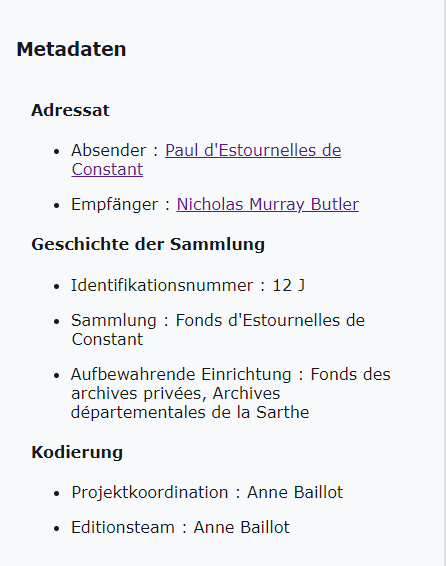 Metadaten
Adressat
• Absender : Paul d'Estournelles de
Constant
• Empfänger : Nicholas Murray Butler
Geschichte der Sammlung
• Identifikationsnummer : 12 J
• Sammlung : Fonds d'Estournelles de
Constant
• Aufbewahrende Einrichtung : Fonds des
archives privées, Archives
départementales de la Sarthe
Kodierung
• Projektkoordination : Anne Baillot
• Editionsteam : Anne Baillot